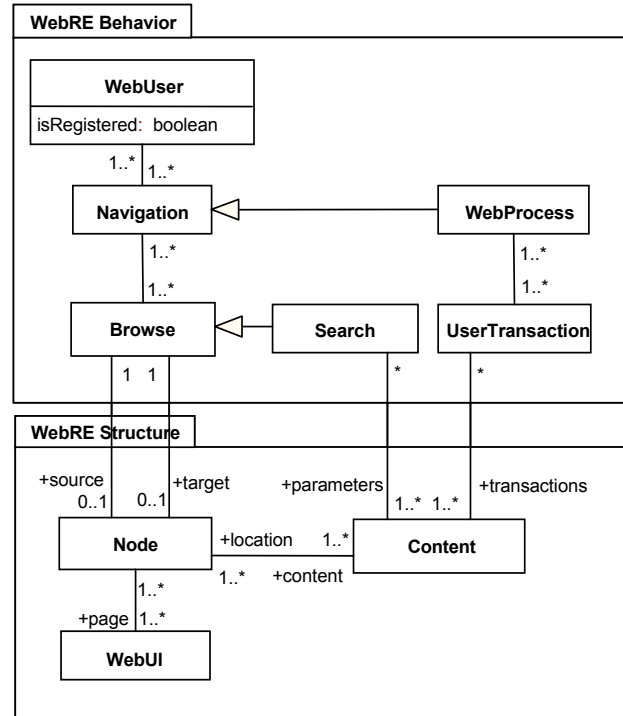 WebRE Behavior
WebUser
isRegistered: boolean
1..*
1..*
Navigation
WebProcess
1..*
1..*
1..*
1..*
Browse
Search
UserTransaction
1
1
*
*
WebRE Structure
+source
+target
+parameters
+transactions
0..1
0..1
1..*
1..*
Node
+location
1..*
Content
1..*
+content
1..*
+page
1..*
WebUI